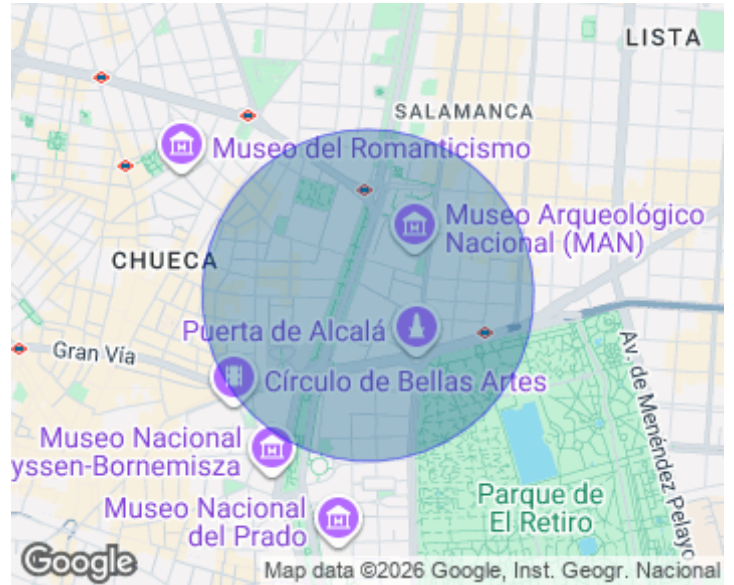 LISTA
SALAMANCA
Museo del Romanticismo
Museo Arqueológico
Nacional (MAN)
CHUECA
Puerta de Alcalá
Gran Vía
Círculo de Bellas Artes
Av. de Menéndez Pelayo
Museo Nacional
yssen-Bornemisza
Parque de
El Retiro
Museo Nacional
del Prado
Google
Map data ©2026 Google, Inst. Geogr. Nacional